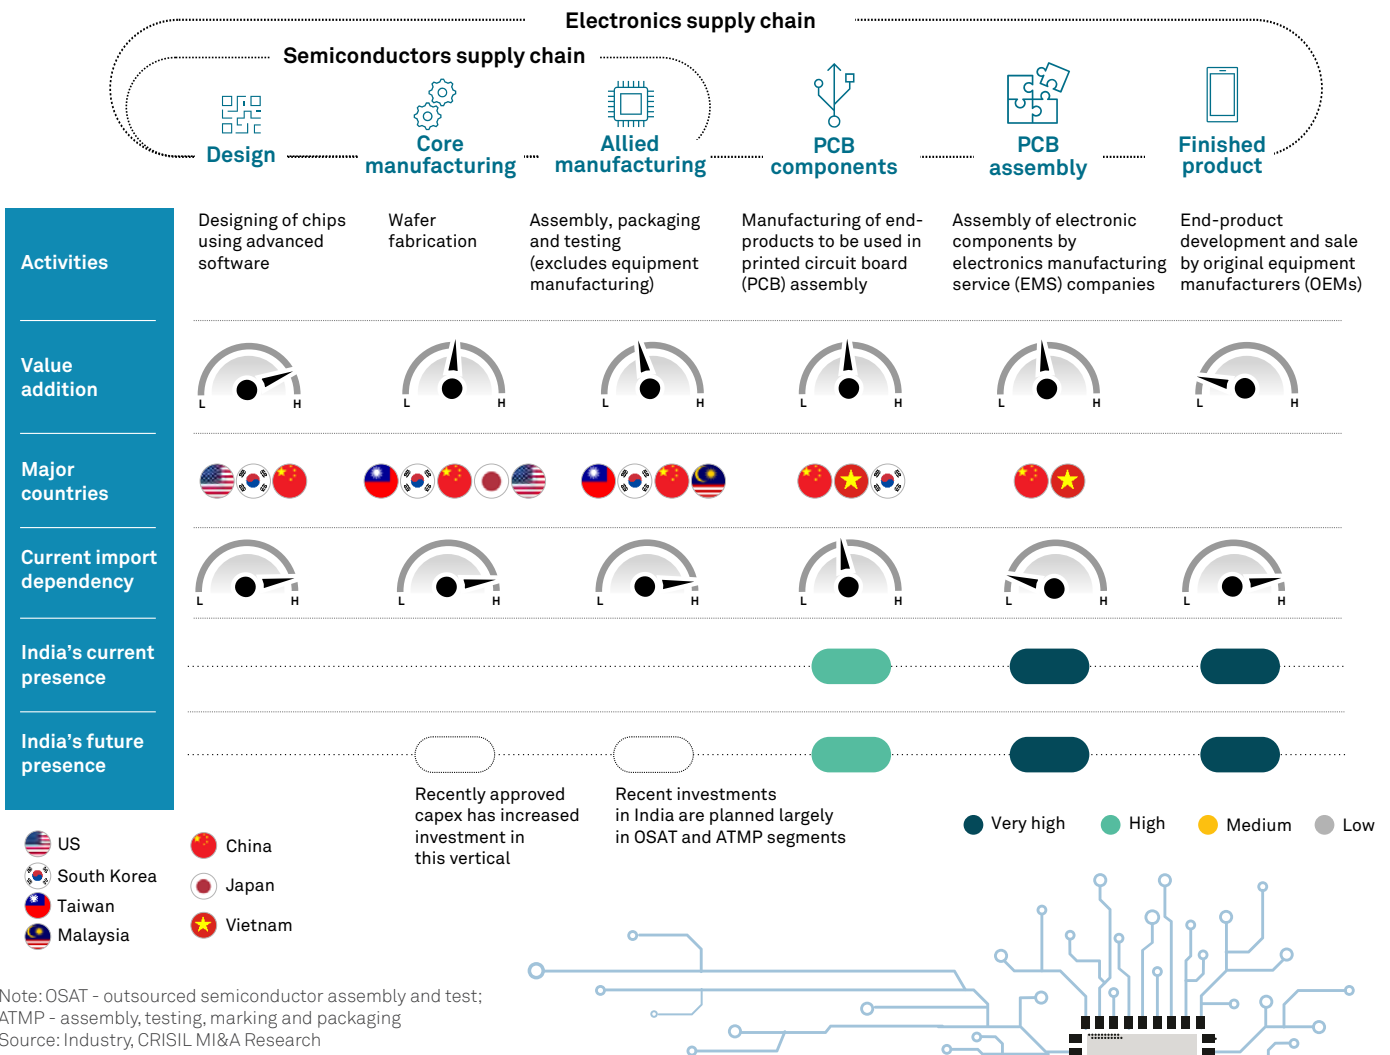 Electronics supply chain
Semiconductors supply chain
Design
Core
manufacturing
Allied
manufacturing
PCB
components
PCB
assembly
Finished
product
Activities
Designing of chips
using advanced
software
Wafer
fabrication
Assembly, packaging
and testing
(excludes equipment
manufacturing)
Manufacturing of end-
products to be used in
printed circuit board
(PCB) assembly
Assembly of electronic
components by
electronics manufacturing
service (EMS) companies
End-product
development and sale
by original equipment
manufacturers (OEMs)
Value
addition
L H
L H
L H
L H
L H
L H
Major
countries
Current import
dependency
L H
L H
L H
L H
L H
L H
India's current
presence
India's future
presence
Recently approved
capex has increased
investment in
this vertical
Recent investments
in India are planned largely
in OSAT and ATMP segments
Very high
High
Medium
Low
US
South Korea
Taiwan
Malaysia
China
Japan
Vietnam
Note: OSAT - outsourced semiconductor assembly and test;
ATMP - assembly, testing, marking and packaging
Source: Industry, CRISIL MI&A Research